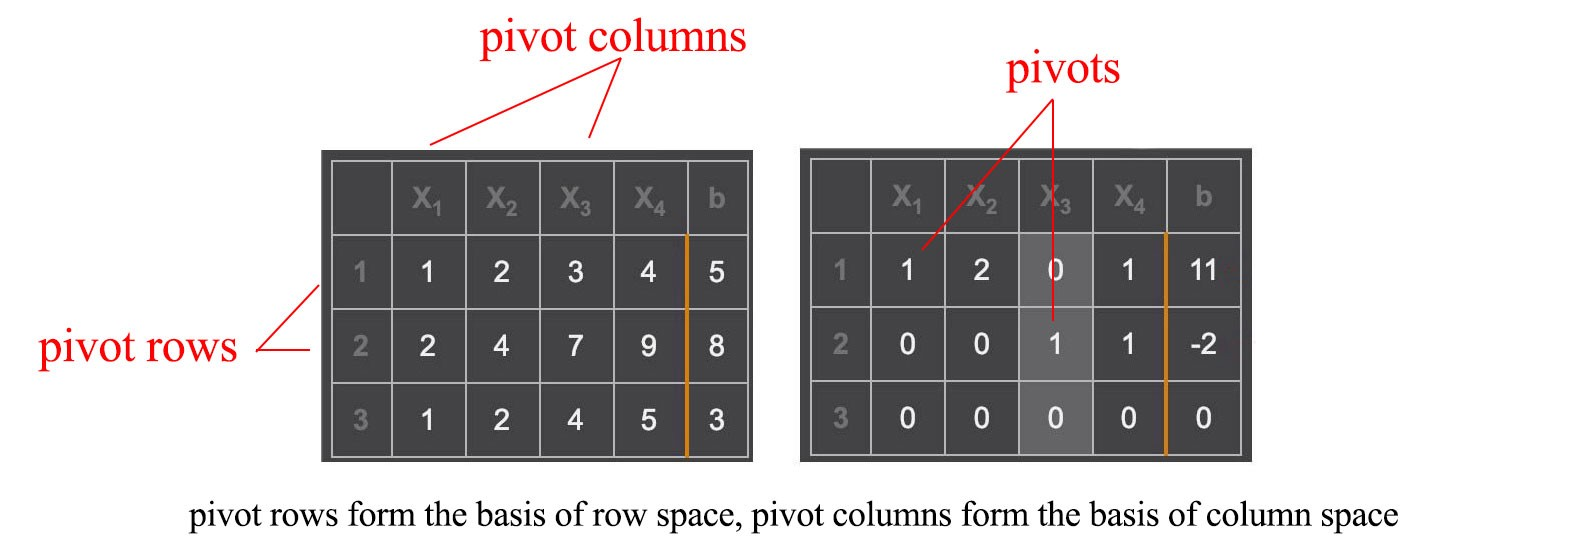 pivot columns
pivots
pivot rows
X1 X2 X3 X4 b
1 1 2 3 4 5
2 2 4 7 9 8
3 1 2 4 5 3
X1 X2 X3 X4 b
1 1 2 0 1 11
2 0 0 1 1 -2
3 0 0 0 0 0
pivot rows form the basis of row space, pivot columns form the basis of column space